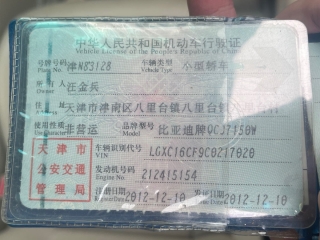 中华人民共和国机动车行驶证
Vehicle License of the People's Republic of China
号牌号码 津N83128 车辆类型 小型轿车
Plate No. Vehicle Type
所有人 汪金兵
Owner
住址 天津市津南区八里台镇八里台
Address
使用性质 非营运 品牌型号 比亚迪牌QCJ7150W
Use Character Model
天津市
公安交通
管理局
车辆识别代号 LGXC16CF9C0217020
VIN
发动机号码 212415154
Engine No.
注册日期 2012-12-10 发证日期 2012-12-10
Register Date Issue Date